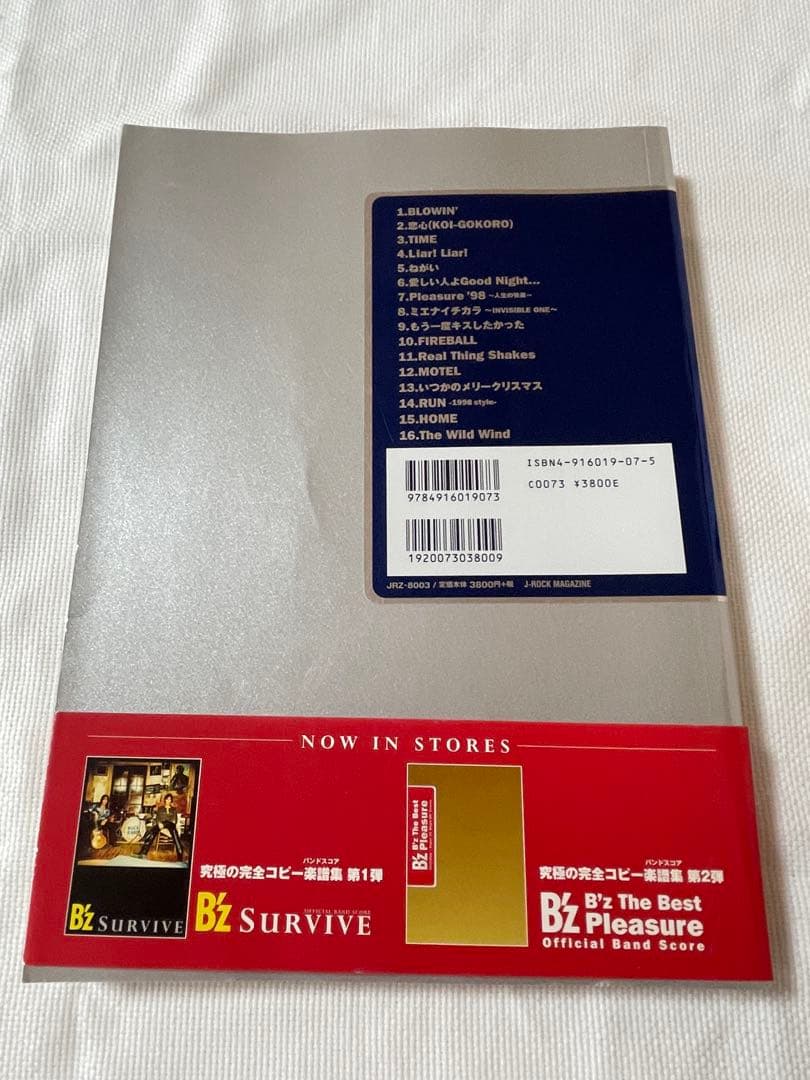 1.BLOWIN'
2.恋心(KOI-GOKORO)
3.TIME
4.Liar! Liar!
5.ねがい
6.愛しい人よGood Night...
7.Pleasure '98 〜人生の快楽〜
8.ミエナイチカラ 〜INVISIBLE ONE〜
9.もう一度キスしたかった
10.FIREBALL
11.Real Thing Shakes
12.MOTEL
13.いつかのメリークリスマス
14.RUN -1998 style-
15.HOME
16.The Wild Wind
ISBN4-916019-07-5
C0073 ¥3800E
9784916019073
1920073038009
JRZ-8003 / 定価本体 3800円+税 J-ROCK MAGAZINE
NOW IN STORES
B'z SURVIVE
バンドスコア
究極の完全コピー楽譜集 第1弾
OFFICIAL BAND SCORE
B'z SURVIVE
B'z B'z The Best Pleasure
バンドスコア
究極の完全コピー楽譜集 第2弾
B'z B'z The Best Pleasure
Official Band Score